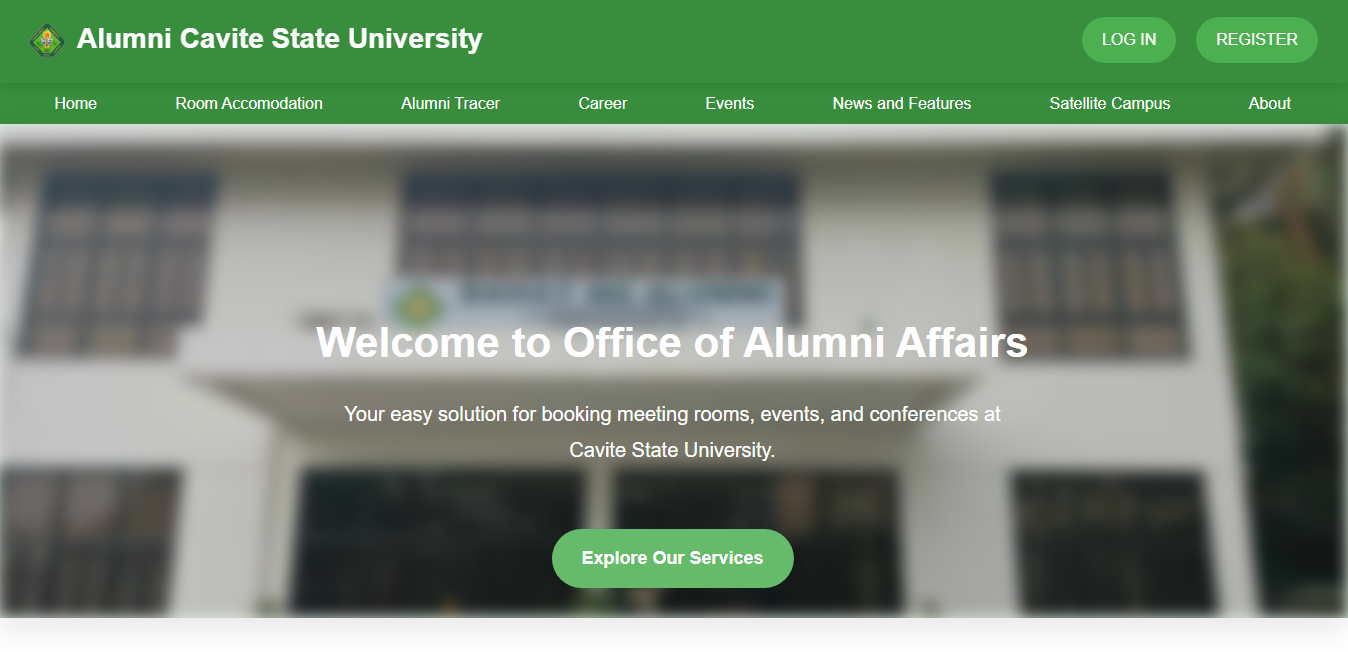 Alumni Cavite State University
LOG IN
REGISTER
Home
Room Accomodation
Alumni Tracer
Career
Events
News and Features
Satellite Campus
About
Welcome to Office of Alumni Affairs
Your easy solution for booking meeting rooms, events, and conferences at
Cavite State University.
Explore Our Services